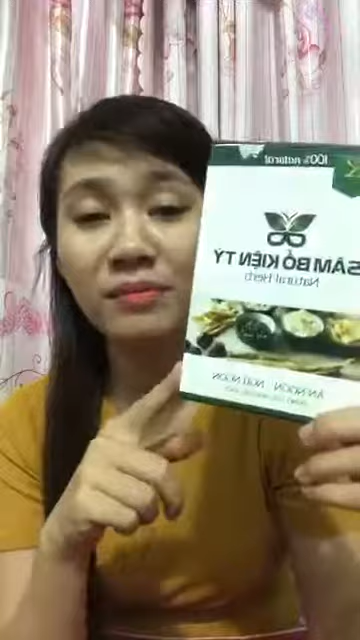 100% natural
SÂM BỔ KIỆN TỲ
Natural Herb
ĂN NGON NGỦ NGON